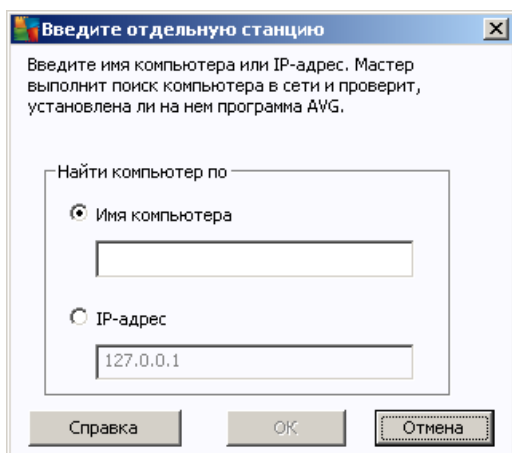 Введите отдельную станцию
Введите имя компьютера или IP-адрес. Мастер
выполнит поиск компьютера в сети и проверит,
установлена ли на нем программа AVG.
Найти компьютер по
Имя компьютера
IP-адрес
127.0.0.1
Справка ОК Отмена